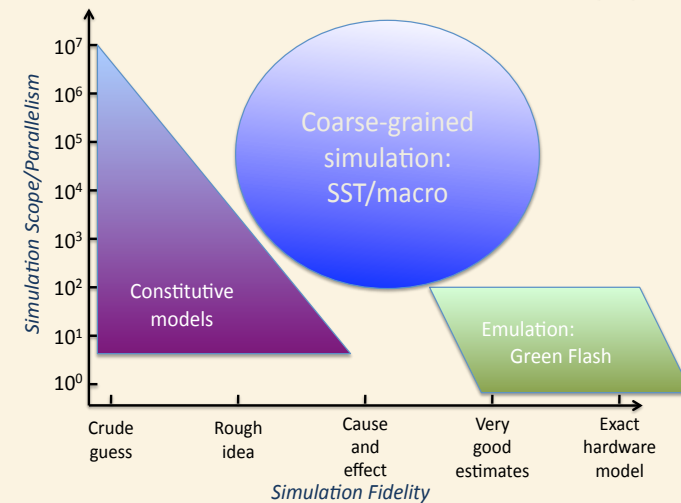 Simulation Scope/Parallelism
10⁷
10⁶
10⁵
10⁴
10³
10²
10¹
10⁰
Coarse-grained
simulation:
SST/macro
Constitutive
models
Emulation:
Green Flash
Crude
guess
Rough
idea
Cause
and
effect
Very
good
estimates
Exact
hardware
model
Simulation Fidelity